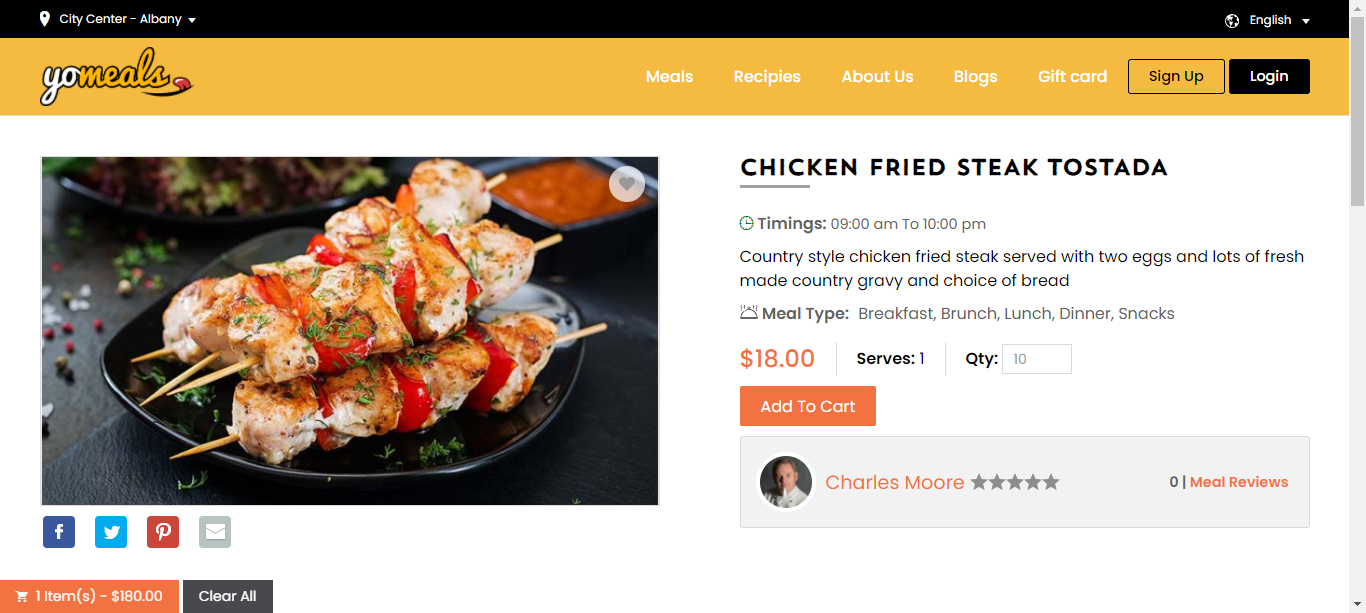 City Center - Albany
English
yomeals
Meals Recipies About Us Blogs Gift card Sign Up Login
CHICKEN FRIED STEAK TOSTADA
Timings: 09:00 am To 10:00 pm
Country style chicken fried steak served with two eggs and lots of fresh
made country gravy and choice of bread
Meal Type: Breakfast, Brunch, Lunch, Dinner, Snacks
$18.00 Serves: 1 Qty: 10
Add To Cart
Charles Moore 0 | Meal Reviews
1 Item(s) - $180.00 Clear All